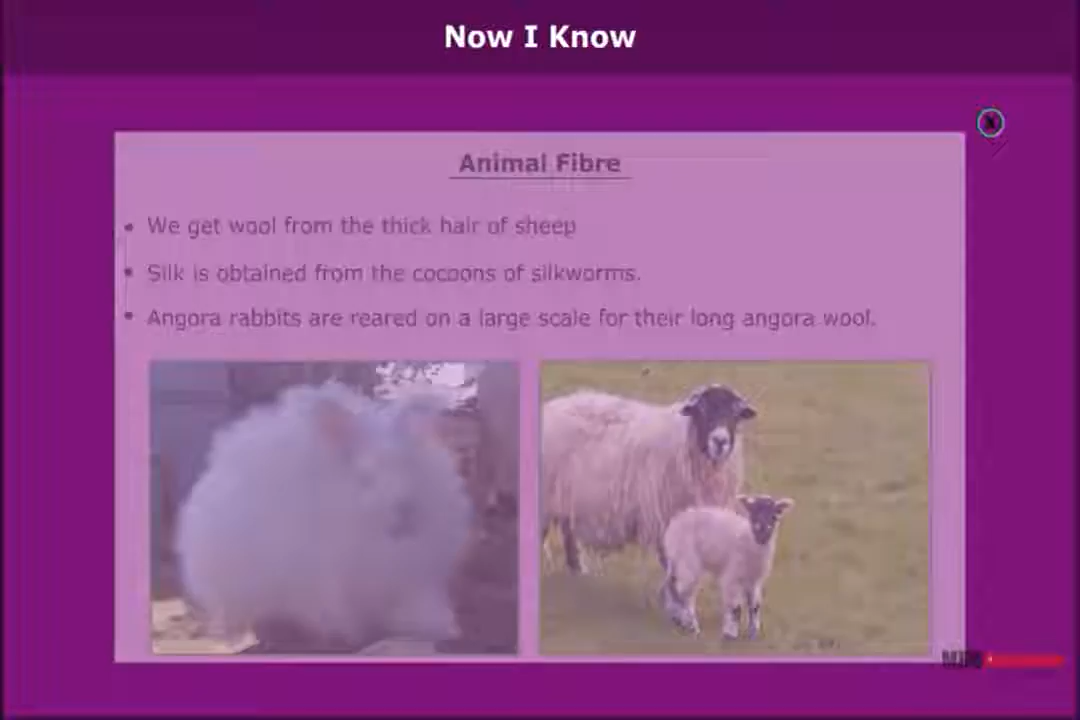 Now I Know
Animal Fibre
• We get wool from the thick hair of sheep
• Silk is obtained from the cocoons of silkworms.
• Angora rabbits are reared on a large scale for their long angora wool.